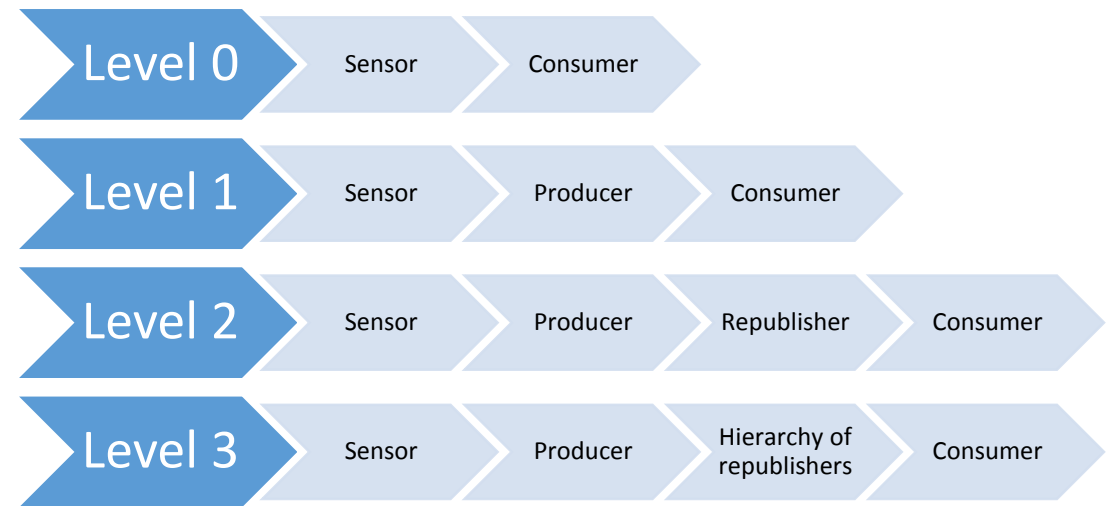 Level 0
Sensor
Consumer
Level 1
Sensor
Producer
Consumer
Level 2
Sensor
Producer
Republisher
Consumer
Level 3
Sensor
Producer
Hierarchy of
republishers
Consumer